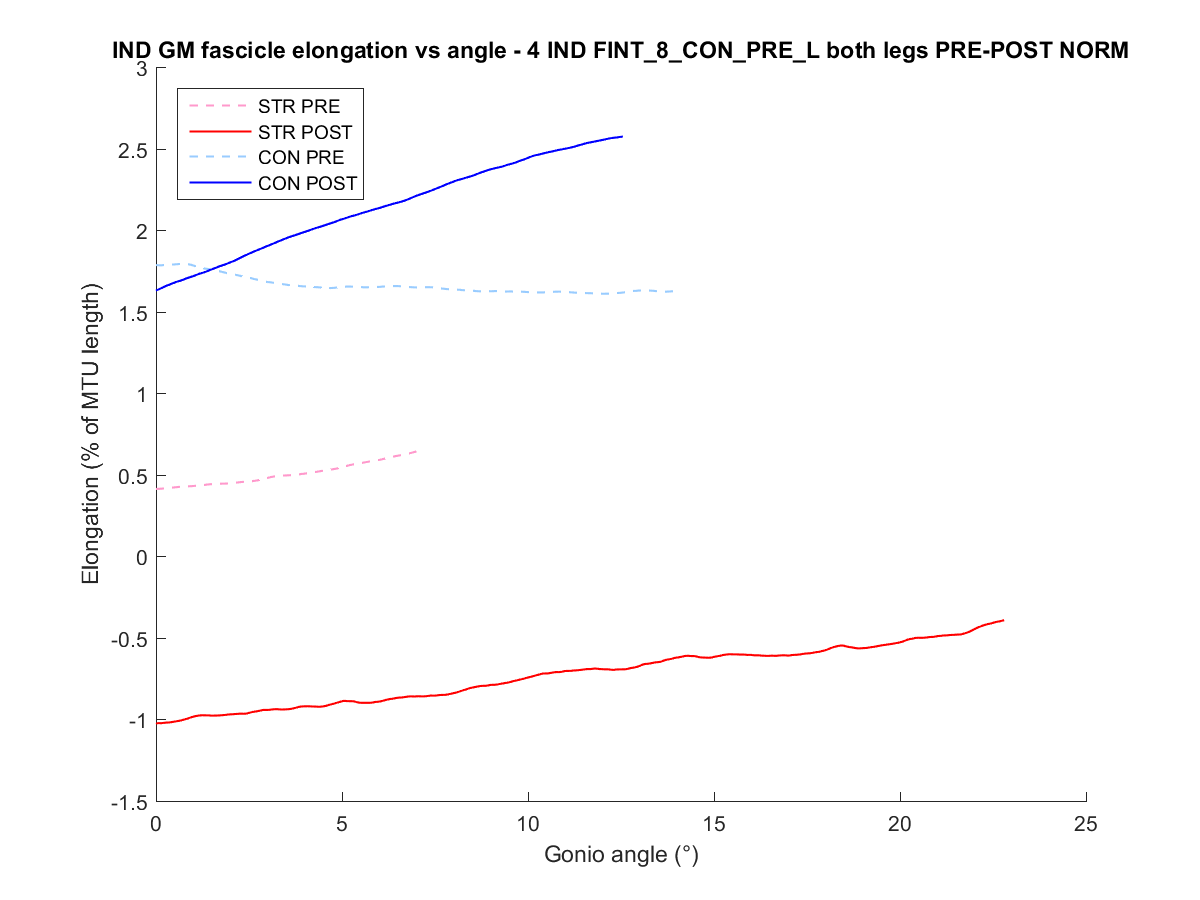 IND GM fascicle elongation vs angle - 4 IND FINT_8_CON_PRE_L both legs PRE-POST NORM
3
2.5
2
1.5
1
0.5
0
-0.5
-1
-1.5
STR PRE
STR POST
CON PRE
CON POST
Elongation (% of MTU length)
0
5
10
15
20
25
Gonio angle (°)